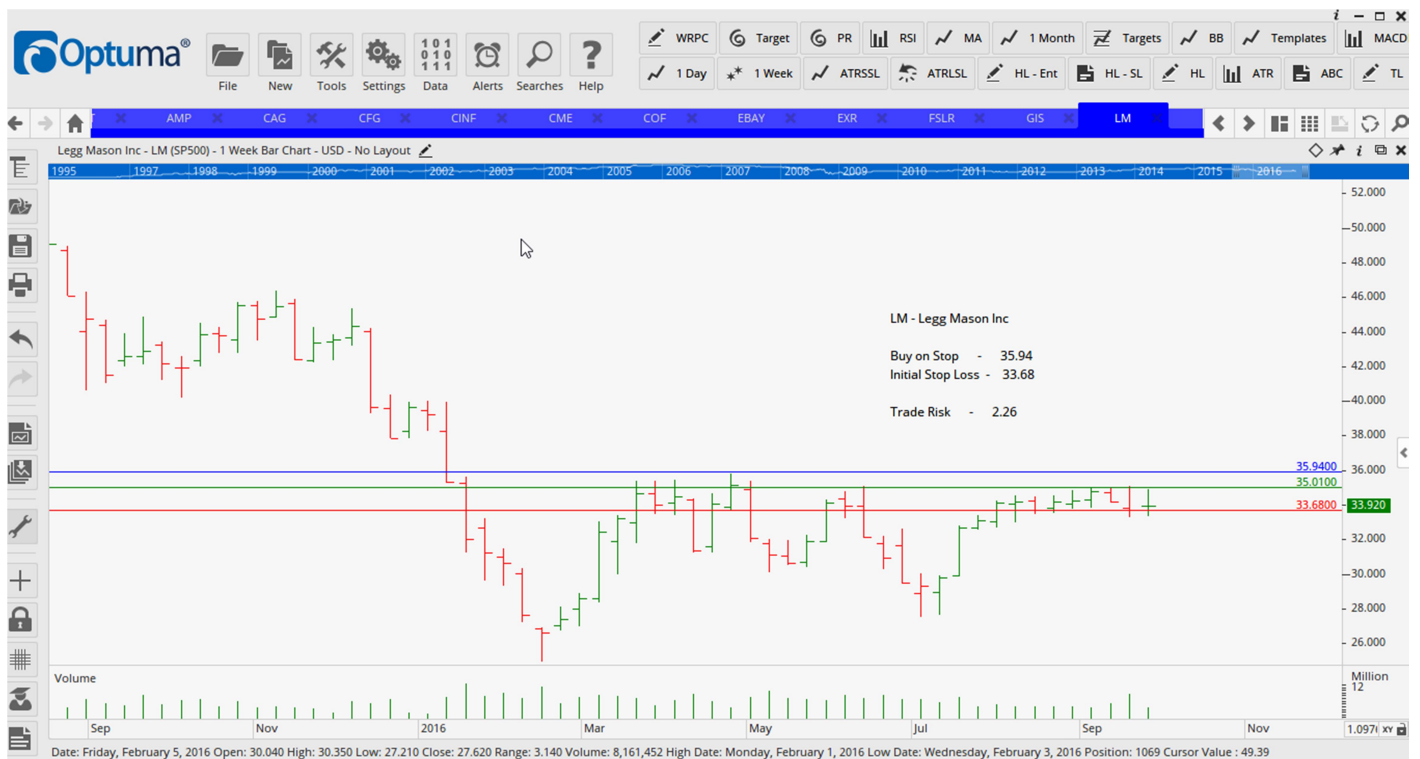 i
Optuma®
WRPC Target PR RSI MA 1 Month Targets BB Templates MACD
1 Day 1 Week ATRSSL ATRLSL HL - Ent HL - SL HL ATR ABC TL
101
010
111
File New Tools Settings Data Alerts Searches Help
AMP CAG CFG CINF CME COF EBAY EXR FSLR GIS LM
Legg Mason Inc - LM (SP500) - 1 Week Bar Chart - USD - No Layout
1995 1997 1998 1999 2000 2001 2002 2003 2004 2005 2006 2007 2008 2009 2010 2011 2012 2013 2014 2015 2016
52.000
50.000
48.000
46.000
LM - Legg Mason Inc
44.000
Buy on Stop - 35.94
Initial Stop Loss - 33.68
42.000
Trade Risk - 2.26
40.000
38.000
35.9400 36.000
35.0100
33.6800 33.920
32.000
30.000
28.000
26.000
Volume Million
12
Sep Nov 2016 Mar May Jul Sep Nov XY
Date: Friday, February 5, 2016 Open: 30.040 High: 30.350 Low: 27.210 Close: 27.620 Range: 3.140 Volume: 8,161,452 High Date: Monday, February 1, 2016 Low Date: Wednesday, February 3, 2016 Position: 1069 Cursor Value : 49.39